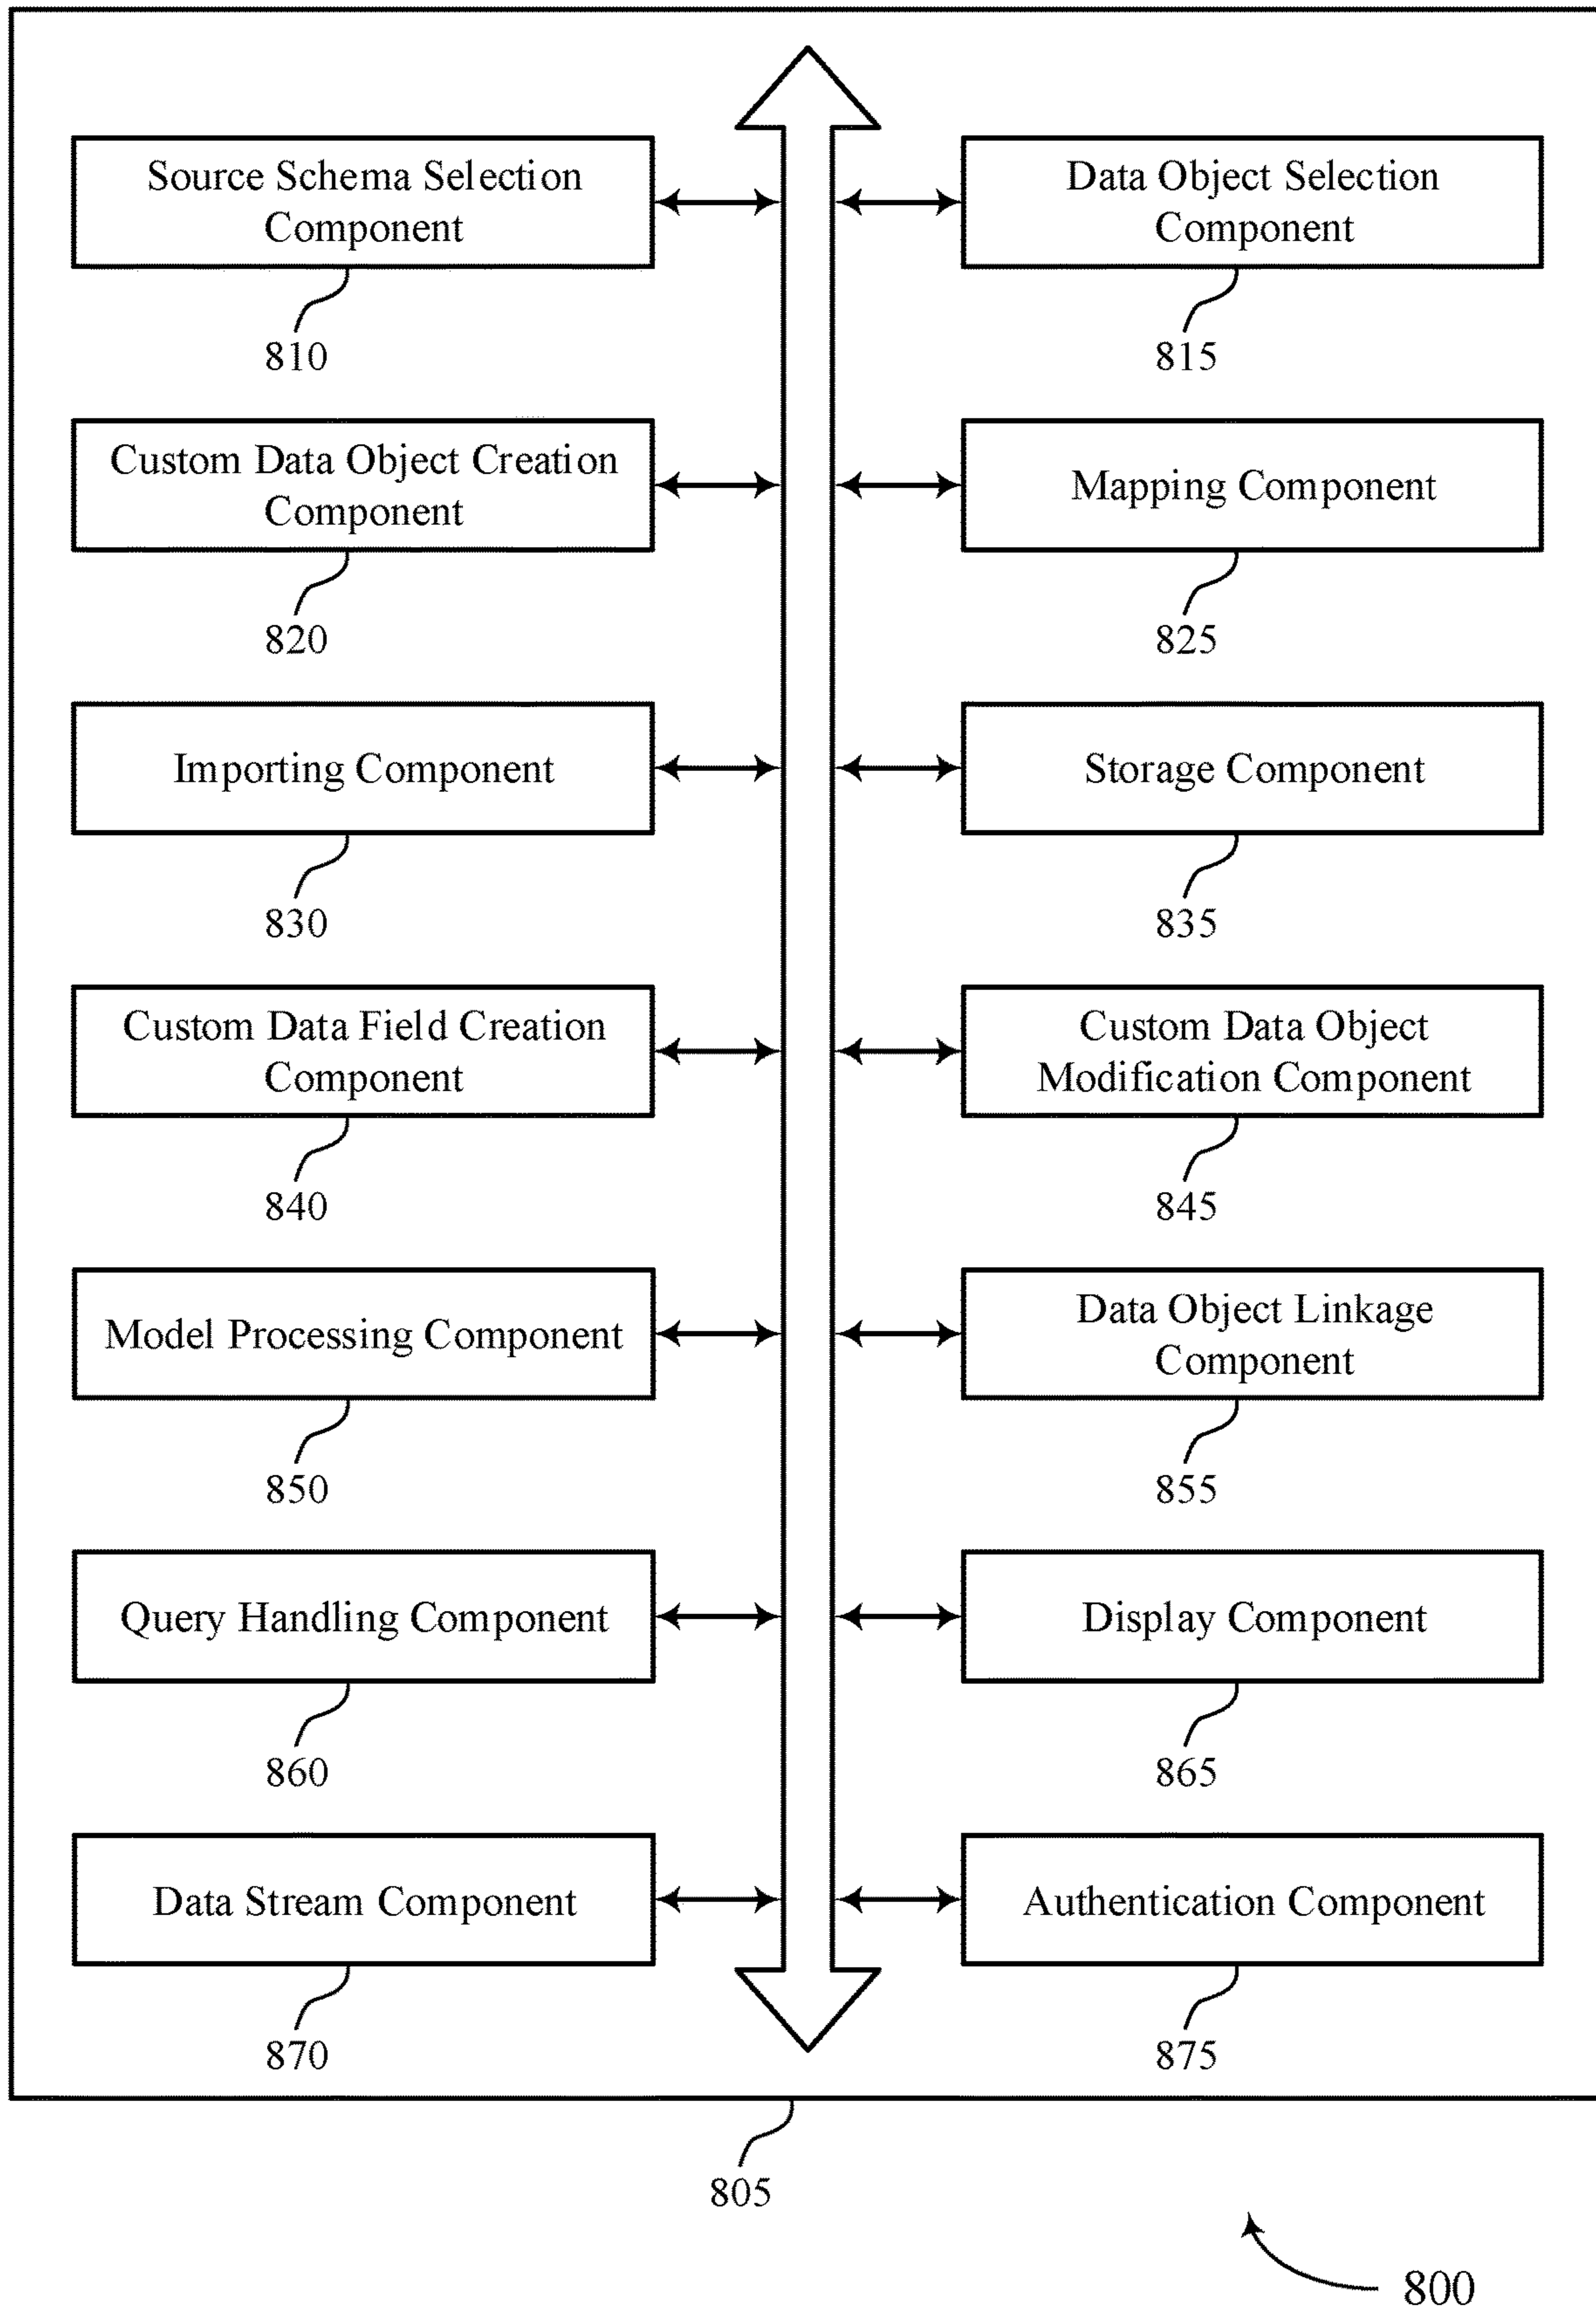 Source Schema Selection
Component
810
Data Object Selection
Component
815
Custom Data Object Creation
Component
820
Mapping Component
825
Importing Component
830
Storage Component
835
Custom Data Field Creation
Component
840
Custom Data Object
Modification Component
845
Model Processing Component
850
Data Object Linkage
Component
855
Query Handling Component
860
Display Component
865
Data Stream Component
870
Authentication Component
875
805
800